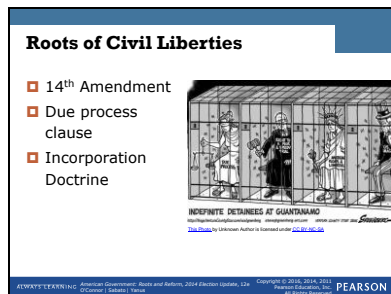 Roots of Civil Liberties
14th Amendment
Due process
clause
Incorporation
Doctrine
INDEFINITE DETAINEES AT GUANTANAMO
This Photo by Unknown Author is licensed under CC BY-NC-SA
ALWAYS LEARNING
American Government: Roots and Reform, 2014 Election Update, 12e
O'Connor | Sabato | Yanus
Copyright © 2016, 2014, 2011
Pearson Education, Inc.
All Rights Reserved
PEARSON